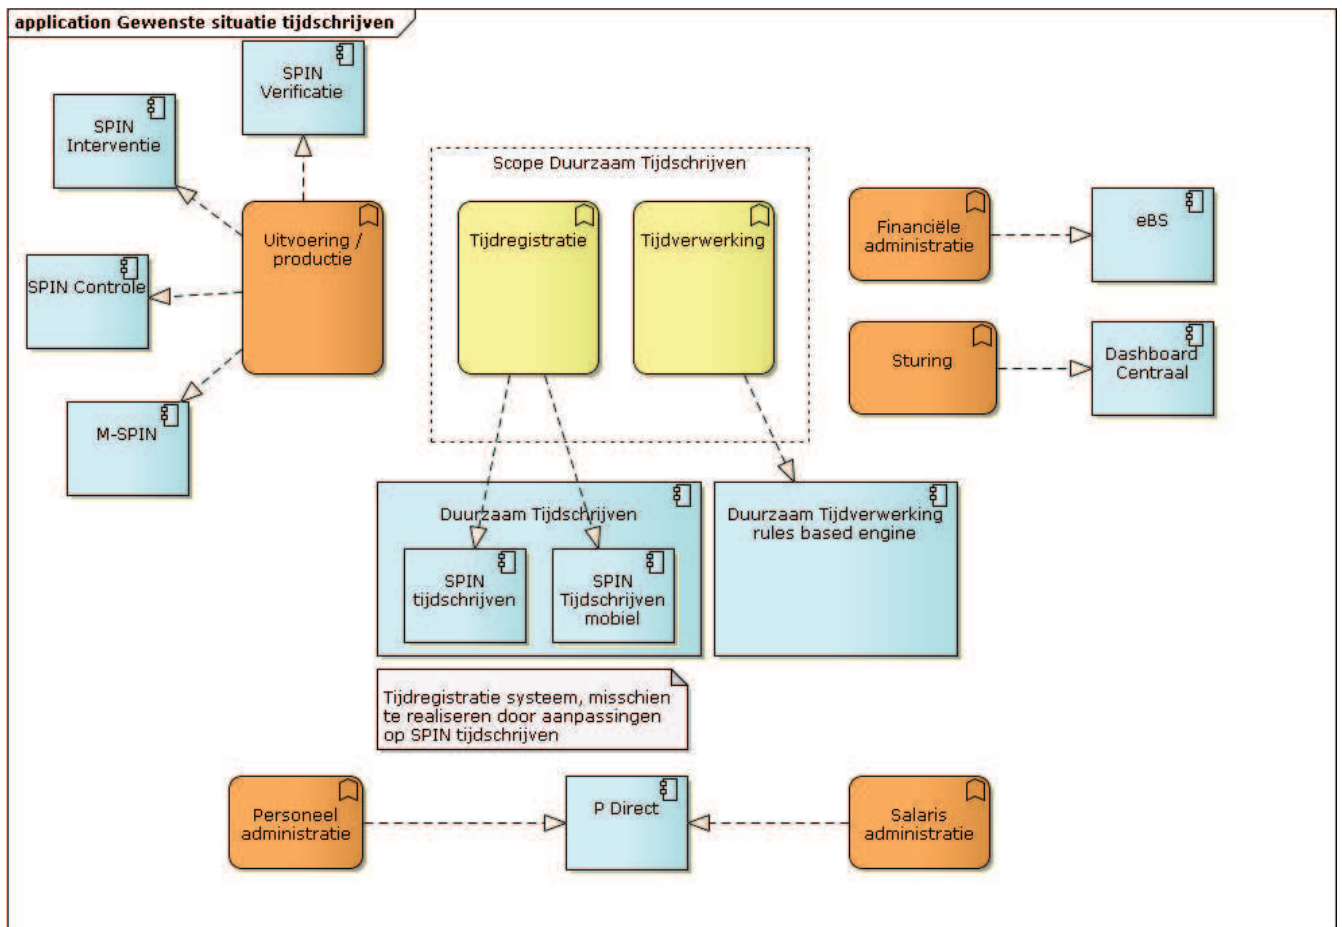 application Gewenste situatie tijdschrijven
SPIN
Verificatie
SPIN
Interventie
Scope Duurzaam Tijdschrijven
Uitvoering /
productie
Tijdregistratie
Tijdverwerking
Financiële
administratie
eBS
SPIN Controle
Sturing
Dashboard
Centraal
M-SPIN
Duurzaam Tijdschrijven
SPIN
tijdschrijven
SPIN
Tijdschrijven
mobiel
Duurzaam Tijdverwerking
rules based engine
Tijdregistratie systeem, misschien
te realiseren door aanpassingen
op SPIN tijdschrijven
Personeel
administratie
P Direct
Salaris
administratie